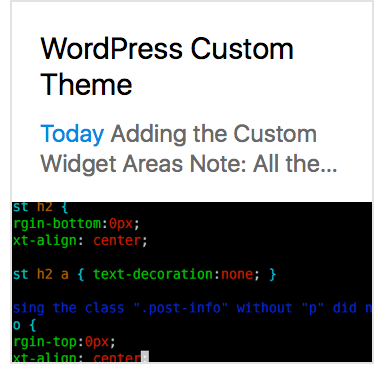 WordPress Custom
Theme
Today Adding the Custom
Widget Areas Note: All the...
st h2 {
rgin-bottom:0px;
xt-align: center;
st h2 a { text-decoration:none; }
sing the class ".post-info" without "p" did n
o {
rgin-top:0px;
xt-align: center;